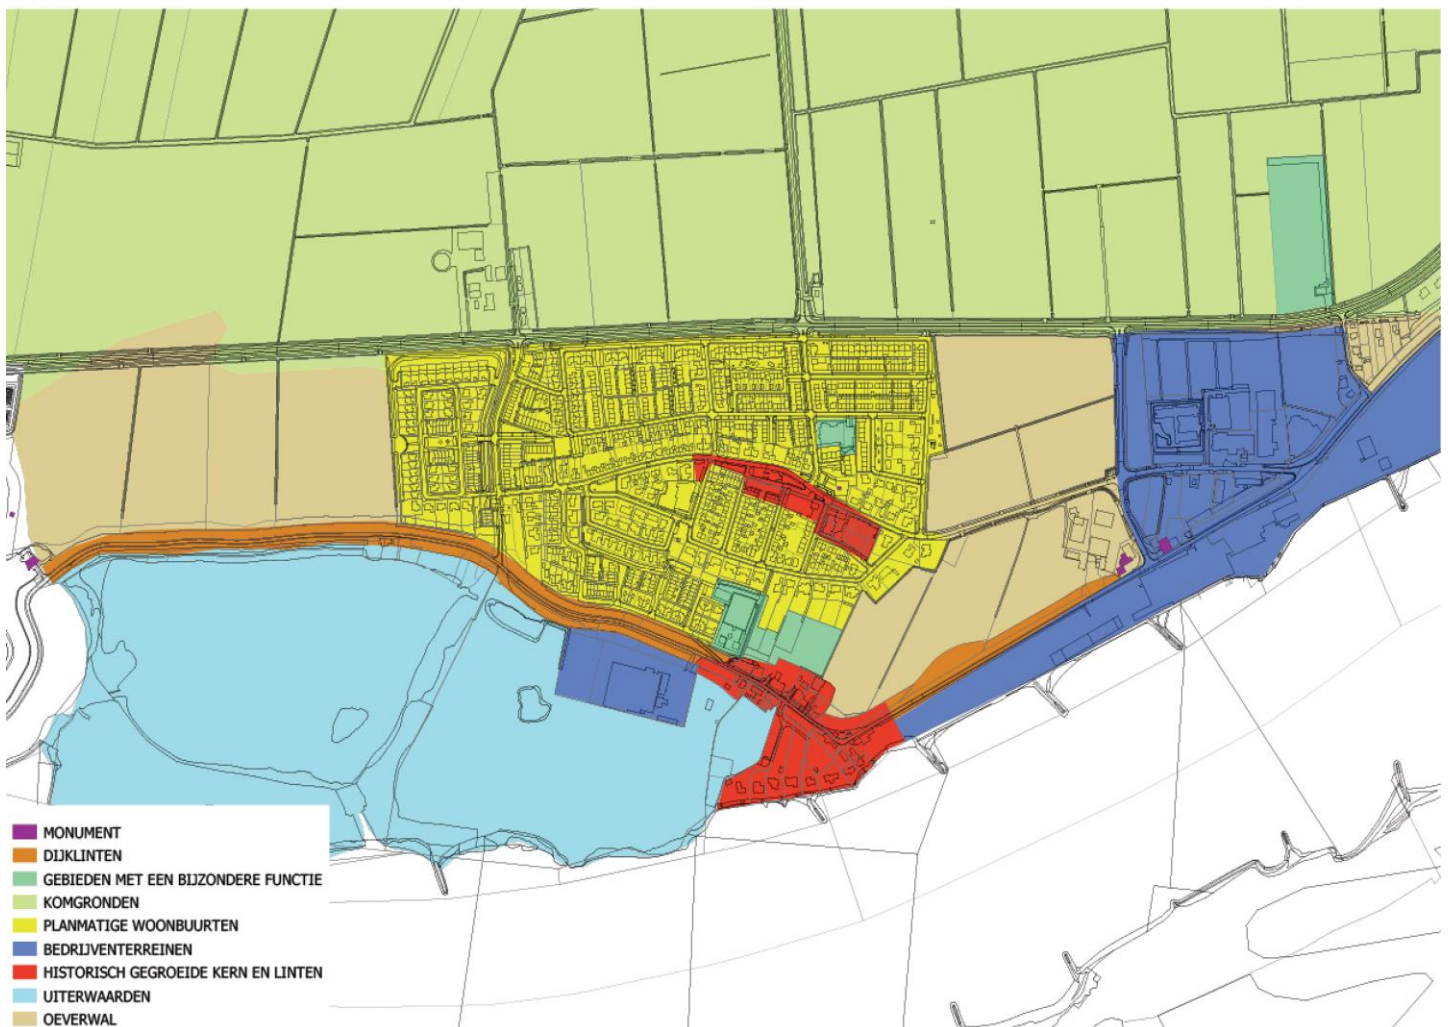 MONUMENT
DIJKLINTEN
GEBIEDEN MET EEN BIJZONDERE FUNCTIE
KOMGRONDEN
PLANMATIGE WOONBUURTEN
BEDRIJVENTERREINEN
HISTORISCH GEGROEIDE KERN EN LINTEN
UITERWAARDEN
OEVERWAL